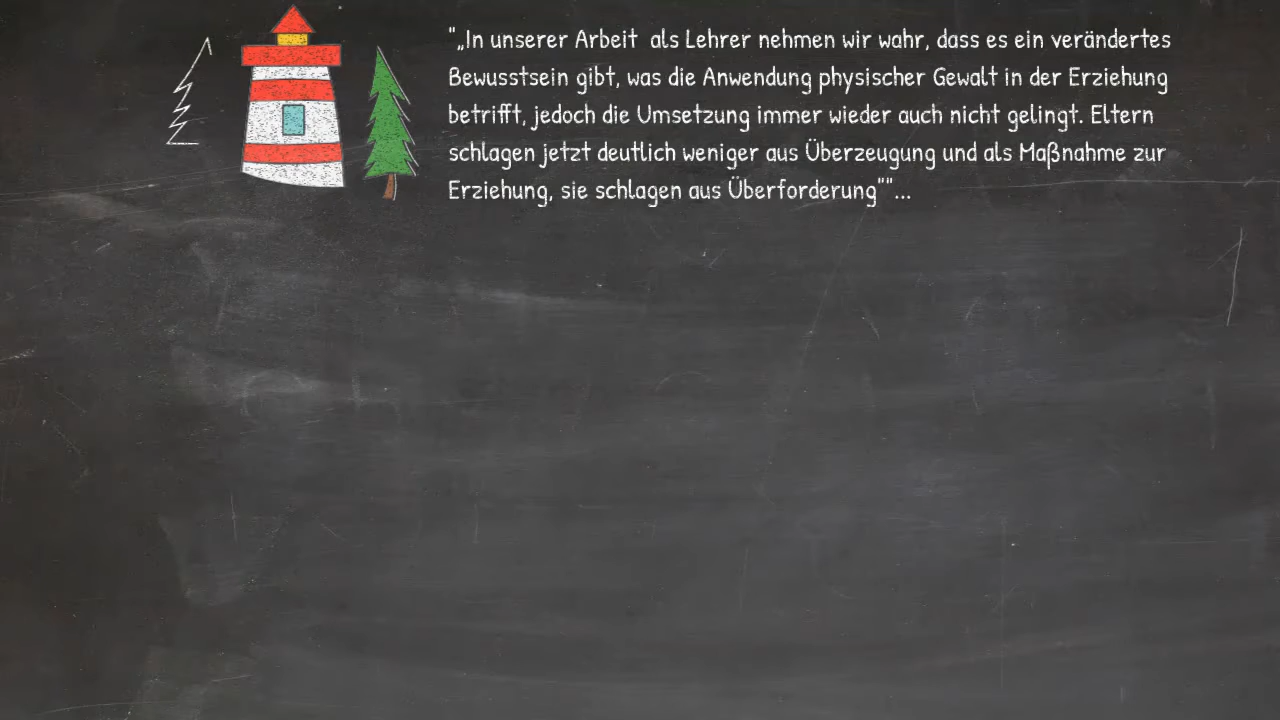 "„In unserer Arbeit als Lehrer nehmen wir wahr, dass es ein verändertes
Bewusstsein gibt, was die Anwendung physischer Gewalt in der Erziehung
betrifft, jedoch die Umsetzung immer wieder auch nicht gelingt. Eltern
schlagen jetzt deutlich weniger aus Überzeugung und als Maßnahme zur
Erziehung, sie schlagen aus Überforderung""...